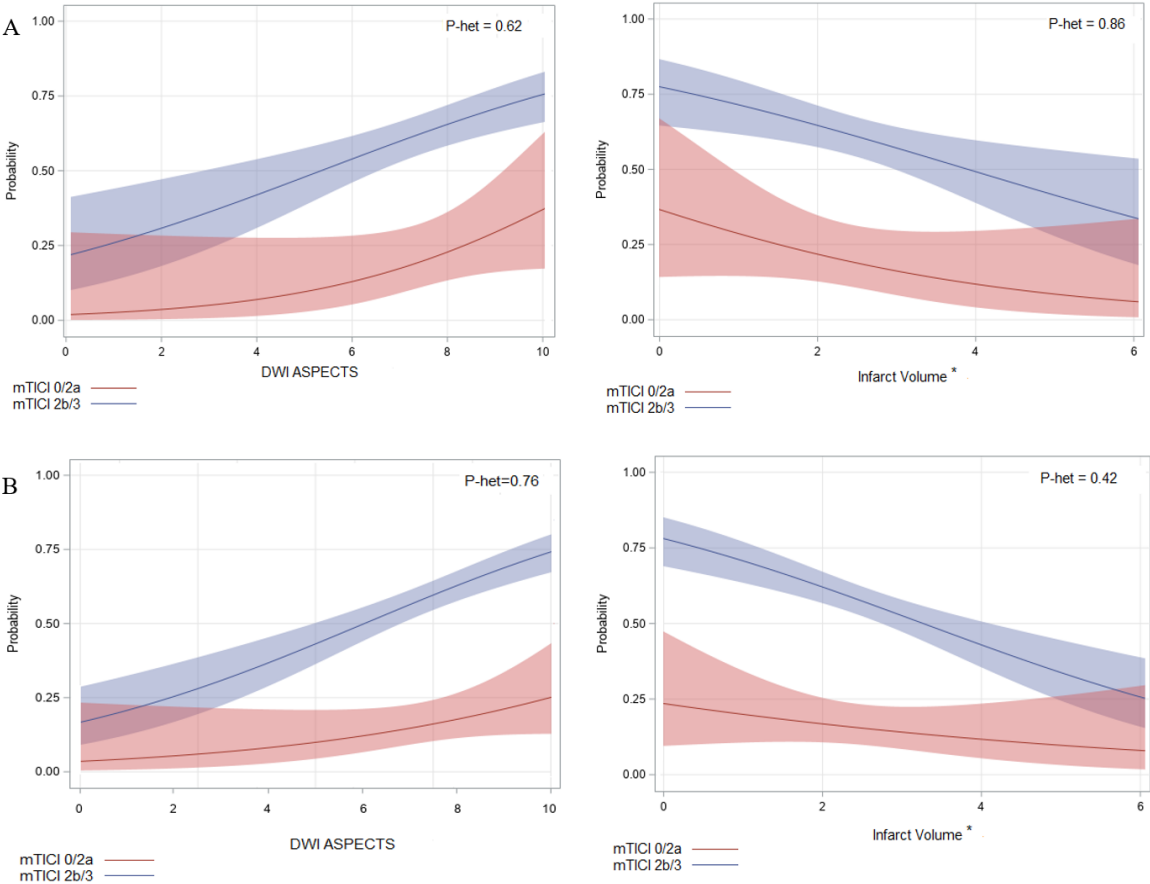 A
P-het = 0.62
1.00
0.75
0.50
0.25
0.00
Probability
0 2 4 6 8 10
DWI ASPECTS
mTICI 0/2a
mTICI 2b/3
P-het = 0.86
1.00
0.75
0.50
0.25
0.00
Probability
0 2 4 6
Infarct Volume *
mTICI 0/2a
mTICI 2b/3
B
P-het=0.76
1.00
0.75
0.50
0.25
0.00
Probability
0 2 4 6 8 10
DWI ASPECTS
mTICI 0/2a
mTICI 2b/3
P-het = 0.42
1.00
0.75
0.50
0.25
0.00
Probability
0 2 4 6
Infarct Volume *
mTICI 0/2a
mTICI 2b/3